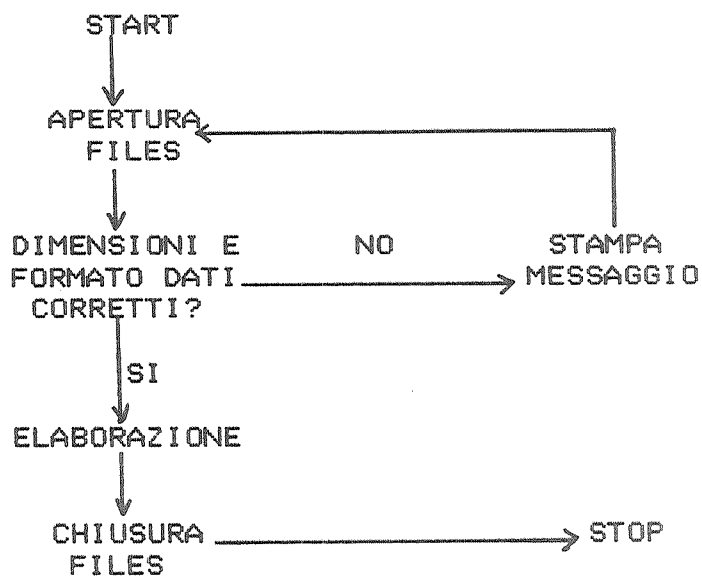 START
APERTURA
FILES
DIMENSIONI E
FORMATO DATI
CORRETTI?
NO
STAMPA
MESSAGGIO
SI
ELABORAZIONE
CHIUSURA
FILES
STOP